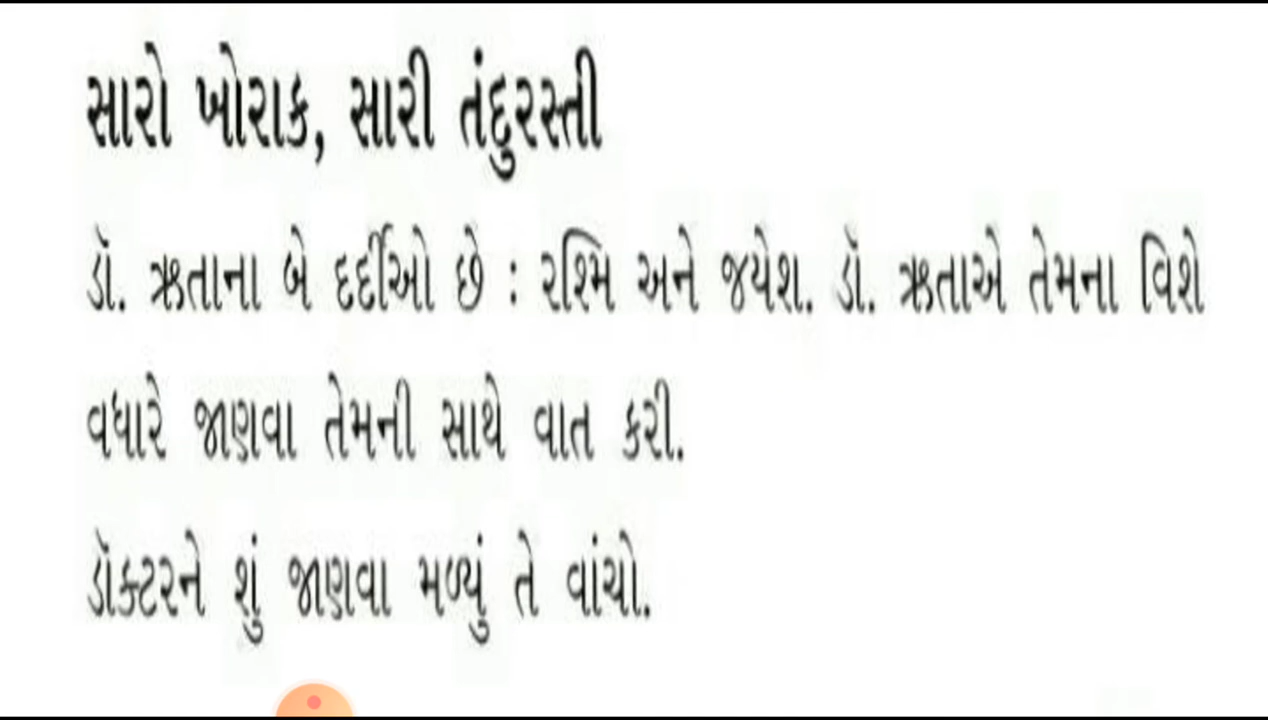 સારો ખોરાક, સારી તંદુરસ્તી
ડૉ. ઋતાના બે દર્દીઓ છે : રશ્મિ અને જયેશ. ડૉ. ઋતાએ તેમના વિશે
વધારે જાણવા તેમની સાથે વાત કરી.
ડૉક્ટરને શું જાણવા મળ્યું તે વાંચો.